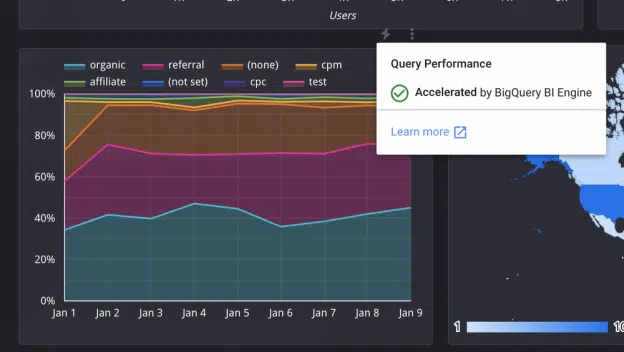 Users
organic referral (none) cpm
affiliate (not set) cpc test
100%
80%
60%
40%
20%
0%
Jan 1 Jan 2 Jan 3 Jan 4 Jan 5 Jan 6 Jan 7 Jan 8 Jan 9
Query Performance
Accelerated by BigQuery BI Engine
Learn more
1